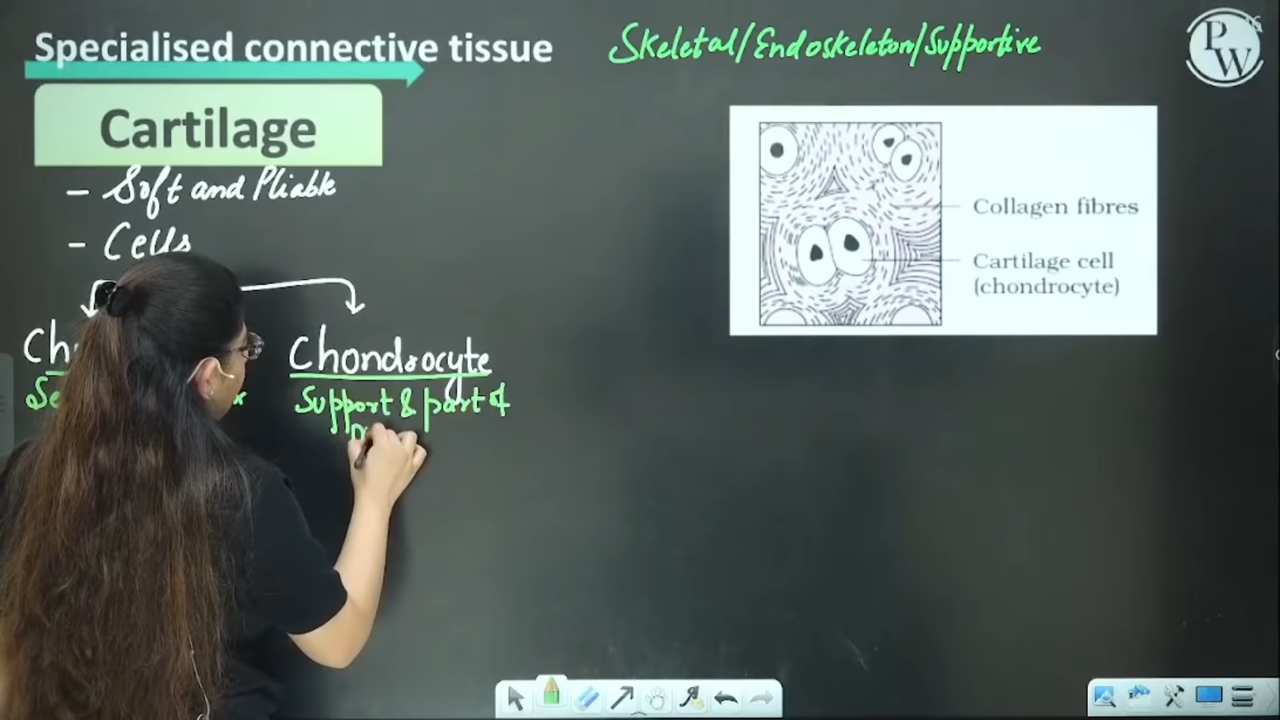 Specialised connective tissue
Skeletal/Endoskeleton/Supportive
PW
Cartilage
- Soft and Pliable
- Cells
Chondrocyte
Support & part of
Collagen fibres
Cartilage cell
(chondrocyte)